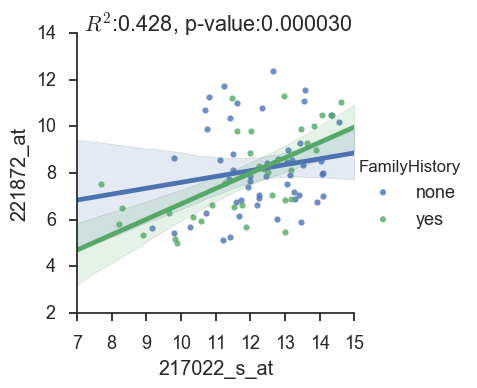 R²:0.428, p-value:0.000030
14
12
10
8
6
4
2
221872_at
7 8 9 10 11 12 13 14 15
217022_s_at
FamilyHistory
none
yes